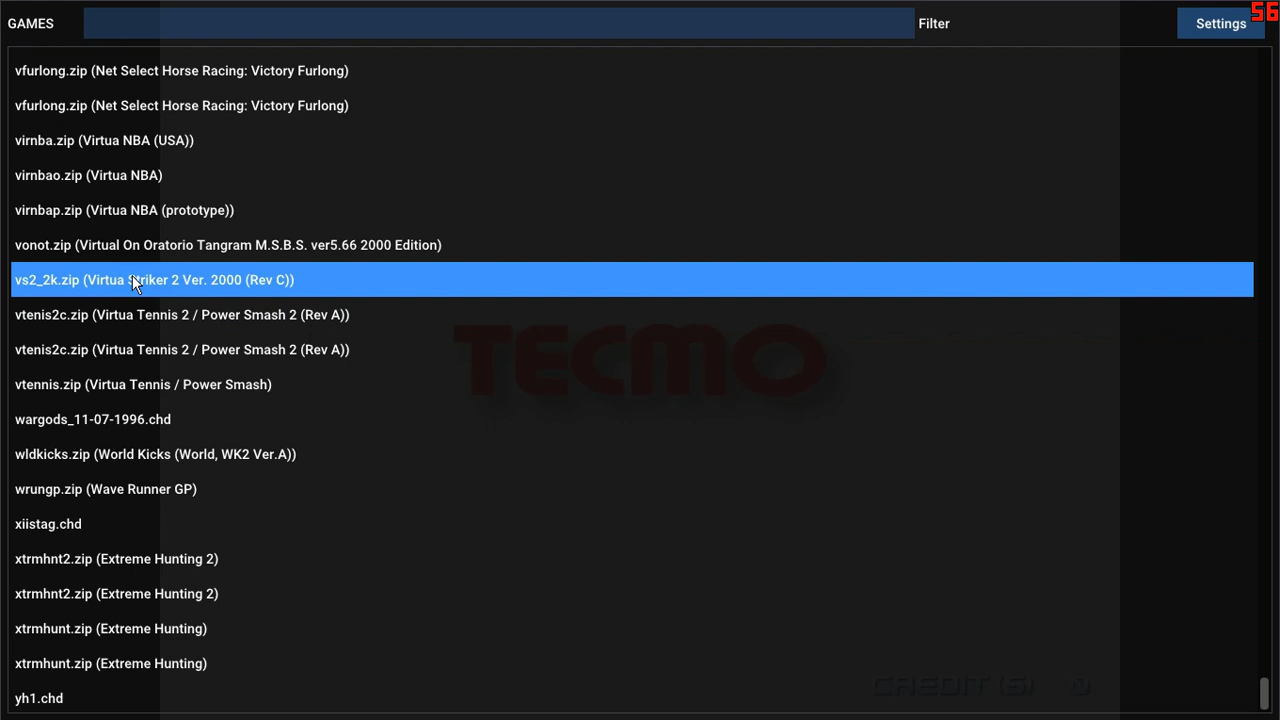 GAMES
Filter
Settings
56
vfurlong.zip (Net Select Horse Racing: Victory Furlong)
vfurlong.zip (Net Select Horse Racing: Victory Furlong)
virnba.zip (Virtua NBA (USA))
virnbao.zip (Virtua NBA)
virnbap.zip (Virtua NBA (prototype))
vonot.zip (Virtual On Oratorio Tangram M.S.B.S. ver5.66 2000 Edition)
vs2_2k.zip (Virtua Striker 2 Ver. 2000 (Rev C))
vtenis2c.zip (Virtua Tennis 2 / Power Smash 2 (Rev A))
TECMO
vtenis2c.zip (Virtua Tennis 2 / Power Smash 2 (Rev A))
vtennis.zip (Virtua Tennis / Power Smash)
wargods_11-07-1996.chd
wldkicks.zip (World Kicks (World, WK2 Ver.A))
wrungp.zip (Wave Runner GP)
xiistag.chd
xtrmhnt2.zip (Extreme Hunting 2)
xtrmhnt2.zip (Extreme Hunting 2)
xtrmhunt.zip (Extreme Hunting)
xtrmhunt.zip (Extreme Hunting)
yh1.chd
CREDIT(S) 0